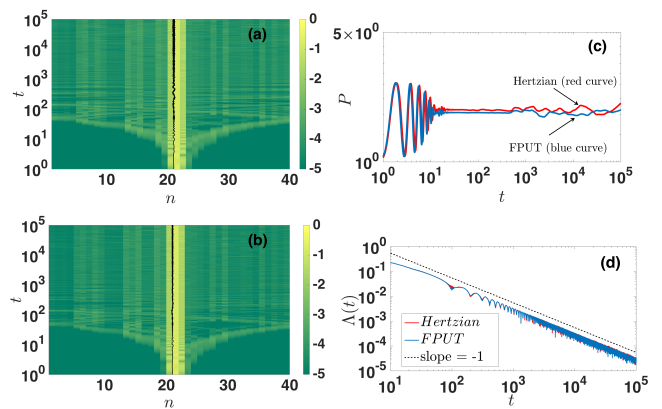 10^5
10^4
10^3
10^2
10^1
10^0
t
(a)
10 20 30 40
n
0
-1
-2
-3
-4
-5
5×10^0
P
10^0
(c)
Hertzian (red curve)
FPUT (blue curve)
10^0 10^1 10^2 10^3 10^4 10^5
t
10^5
10^4
10^3
10^2
10^1
10^0
t
(b)
10 20 30 40
n
0
-1
-2
-3
-4
-5
10^0
10^-1
10^-2
10^-3
10^-4
10^-5
Λ(t)
(d)
Hertzian
FPUT
slope = -1
10^1 10^2 10^3 10^4 10^5
t